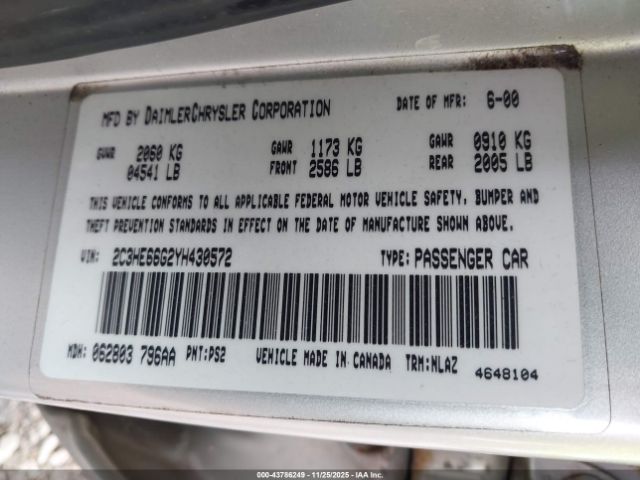 MFD BY DAIMLERCHRYSLER CORPORATION DATE OF MFR: 6-00
GVWR 2060 KG GAWR 1173 KG GAWR 0910 KG
04541 LB FRONT 2586 LB REAR 2005 LB
THIS VEHICLE CONFORMS TO ALL APPLICABLE FEDERAL MOTOR VEHICLE SAFETY, BUMPER AND
THEFT PREVENTION STANDARDS IN EFFECT ON THE DATE OF MANUFACTURE SHOWN ABOVE.
VIN: 2C3HE66G2YH430572 TYPE: PASSENGER CAR
MDH: 062803 796AA PNT: PS2 VEHICLE MADE IN CANADA TRM: NLAZ
4648104
000-43786249 - 11/25/2025 - IAAI.COM